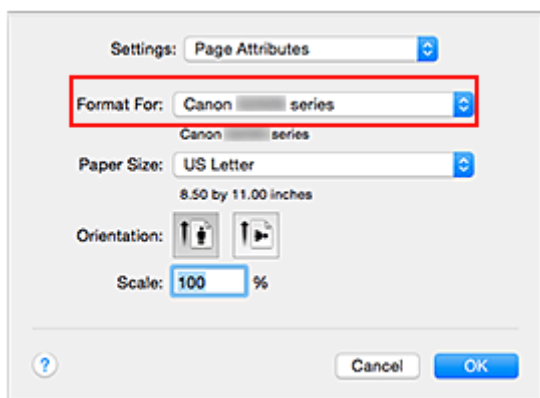 Settings: Page Attributes
Format For: Canon series
Canon series
Paper Size: US Letter
8.50 by 11.00 inches
Orientation:
Scale: 100 %
? Cancel OK